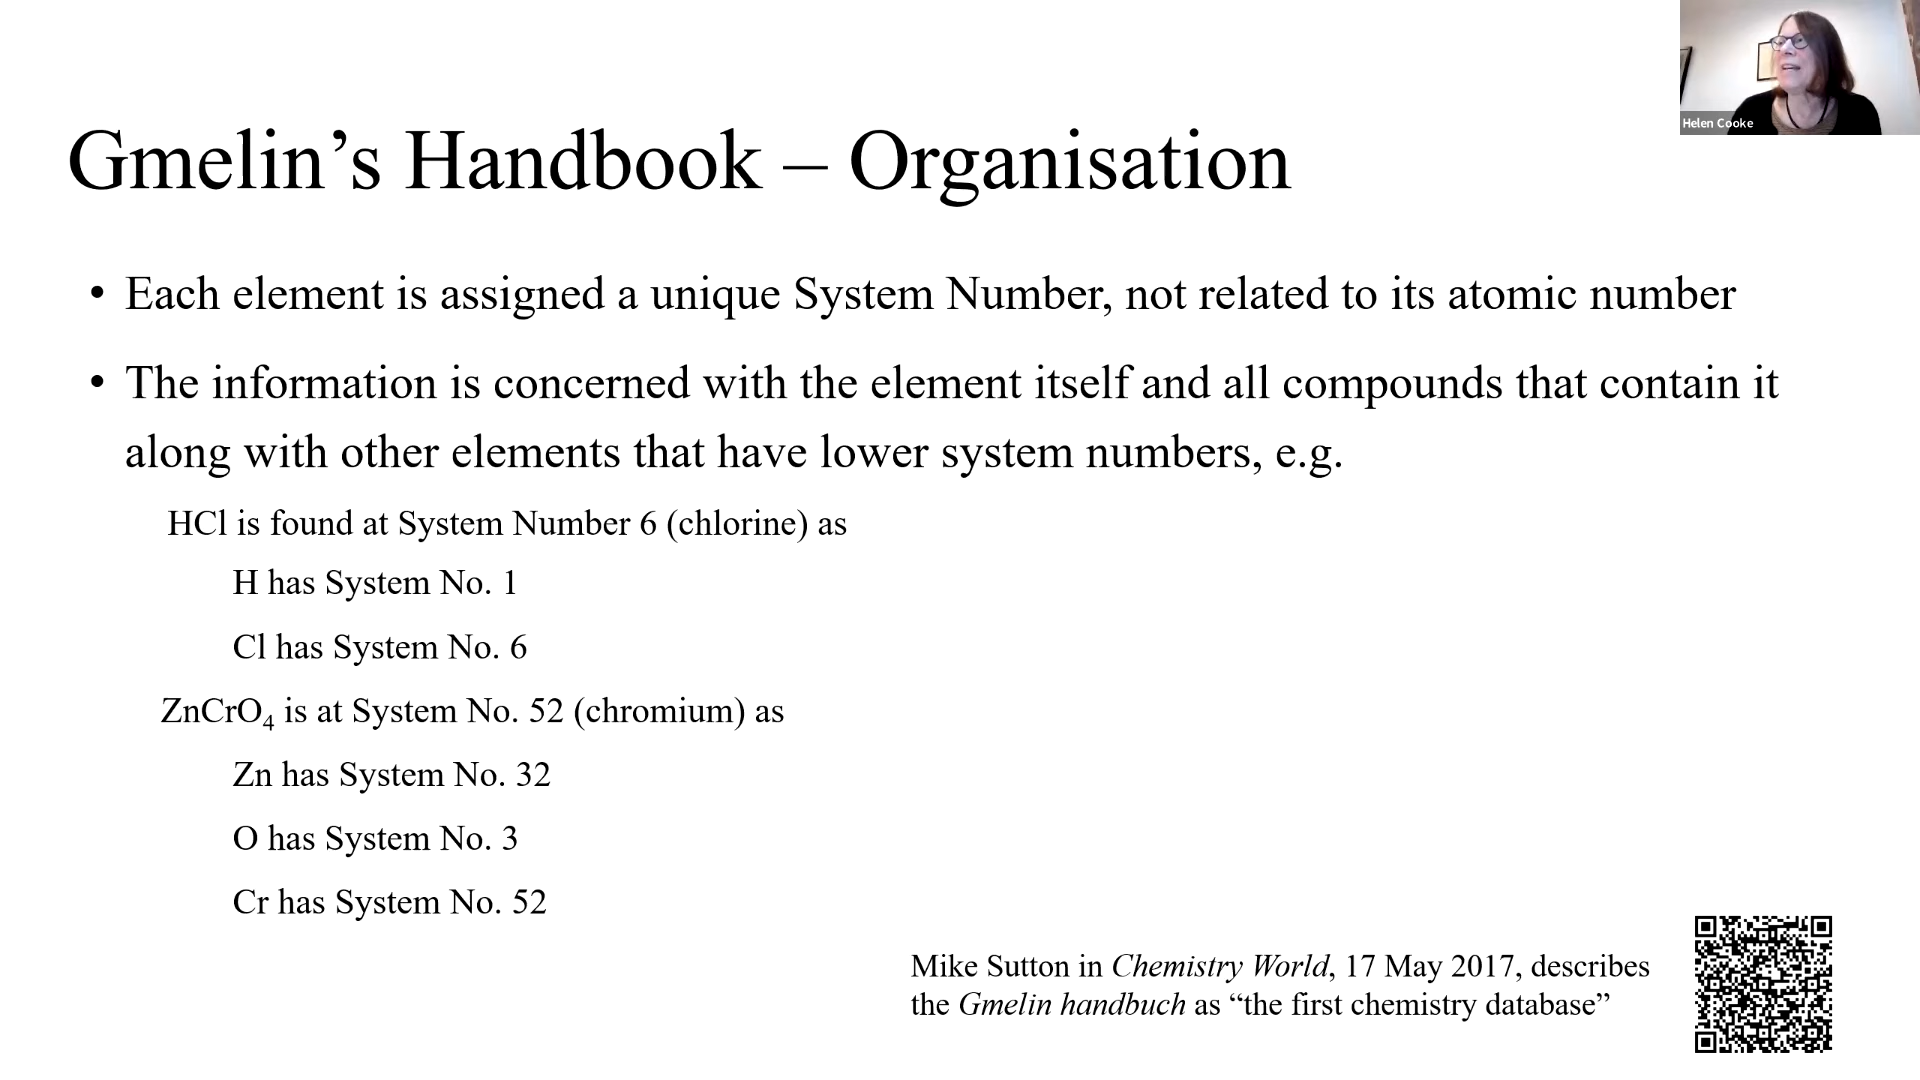 Helen Cooke
Gmelin’s Handbook – Organisation
• Each element is assigned a unique System Number, not related to its atomic number
• The information is concerned with the element itself and all compounds that contain it
along with other elements that have lower system numbers, e.g.
HCl is found at System Number 6 (chlorine) as
H has System No. 1
Cl has System No. 6
ZnCrO₄ is at System No. 52 (chromium) as
Zn has System No. 32
O has System No. 3
Cr has System No. 52
Mike Sutton in Chemistry World, 17 May 2017, describes
the Gmelin handbuch as “the first chemistry database”